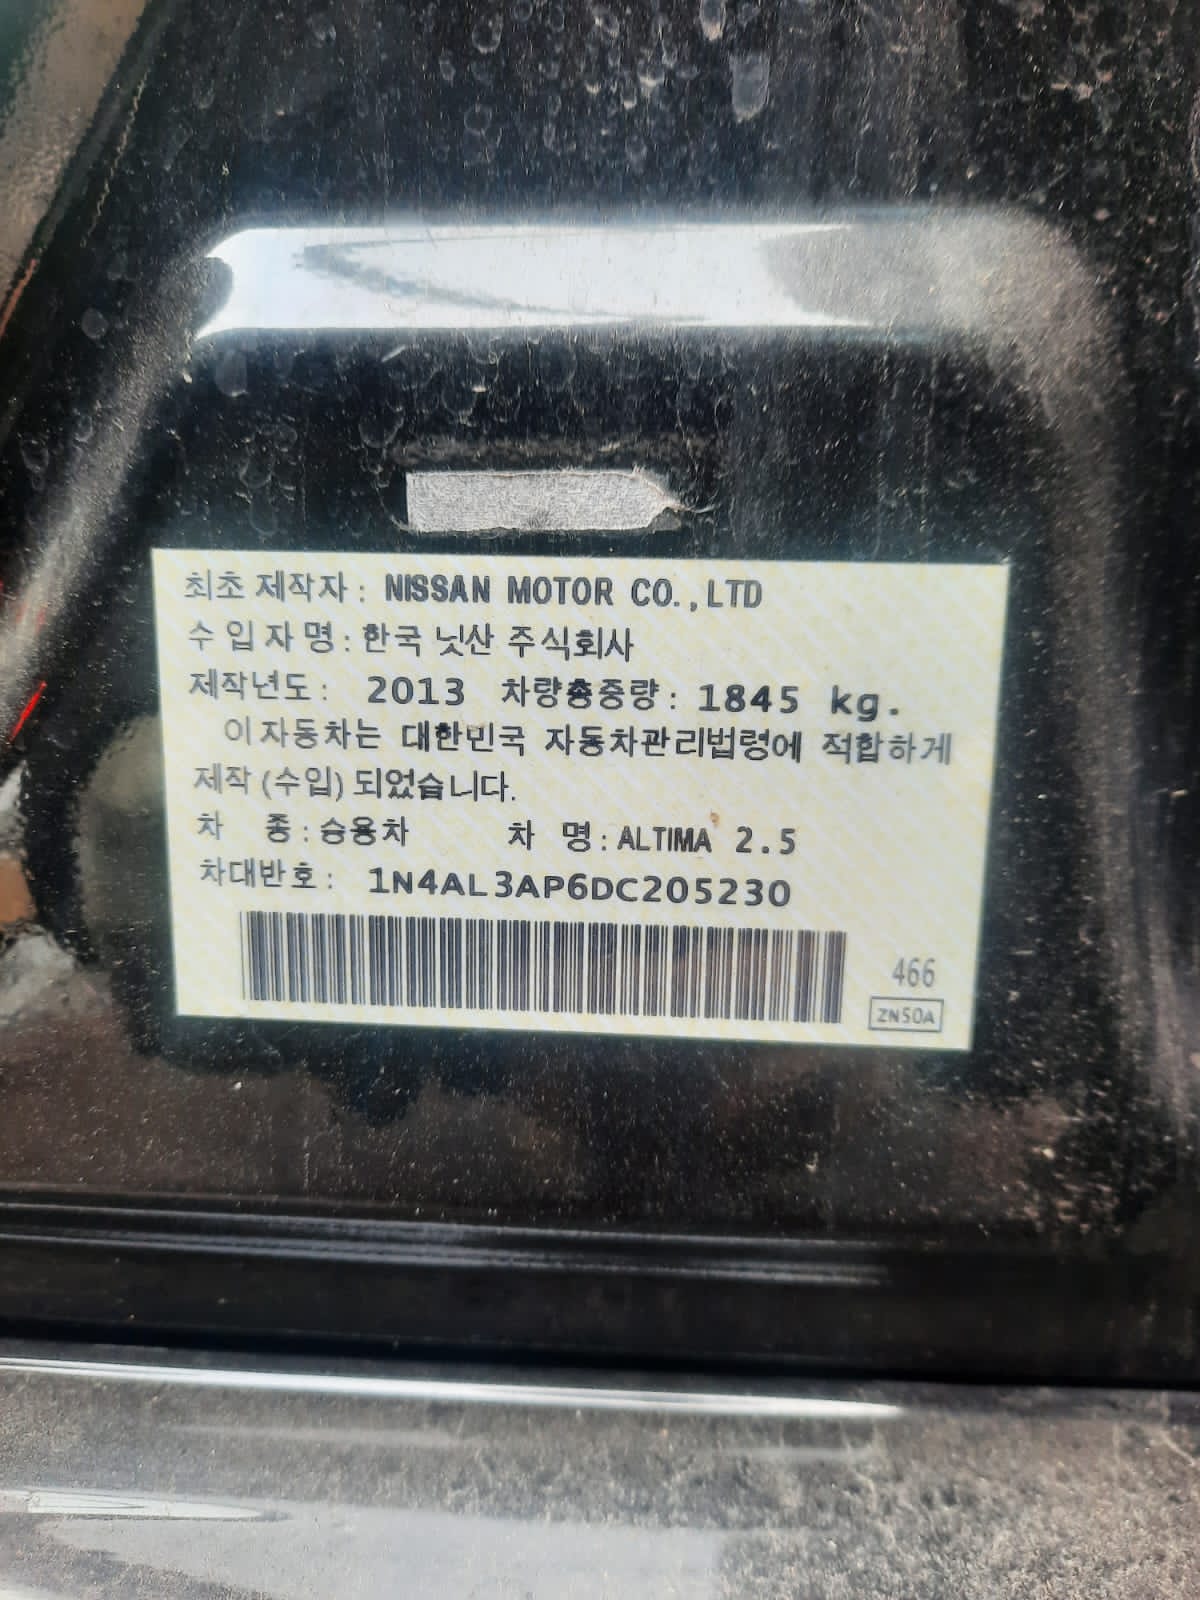 최초 제작자 : NISSAN MOTOR CO., LTD
수 입 자 명 : 한국 닛산 주식회사
제작년도 : 2013 차량총중량 : 1845 kg.
이 자동차는 대한민국 자동차관리법령에 적합하게
제작 (수입) 되었습니다.
차 종 : 승용차 차 명 : ALTIMA 2.5
차대번호 : 1N4AL3AP6DC205230
466
ZN50A